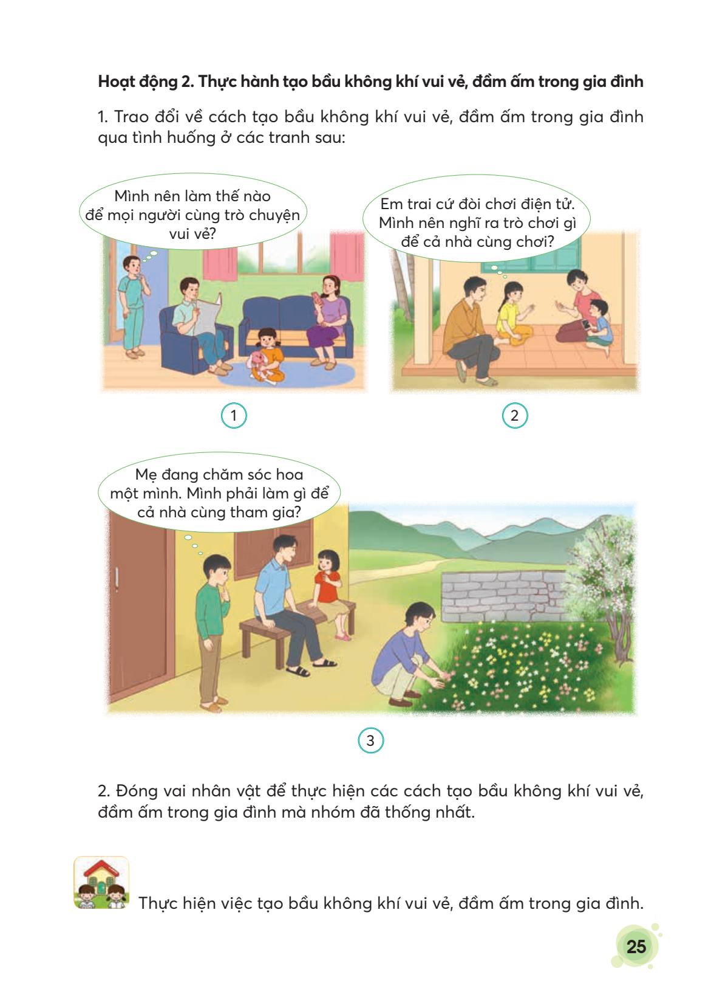 Hoạt động 2. Thực hành tạo bầu không khí vui vẻ, đầm ấm trong gia đình
1. Trao đổi về cách tạo bầu không khí vui vẻ, đầm ấm trong gia đình
qua tình huống ở các tranh sau:
Mình nên làm thế nào
để mọi người cùng trò chuyện
vui vẻ?
Em trai cứ đòi chơi điện tử.
Mình nên nghĩ ra trò chơi gì
để cả nhà cùng chơi?
1
2
Mẹ đang chăm sóc hoa
một mình. Mình phải làm gì để
cả nhà cùng tham gia?
3
2. Đóng vai nhân vật để thực hiện các cách tạo bầu không khí vui vẻ,
đầm ấm trong gia đình mà nhóm đã thống nhất.
Thực hiện việc tạo bầu không khí vui vẻ, đầm ấm trong gia đình.
25